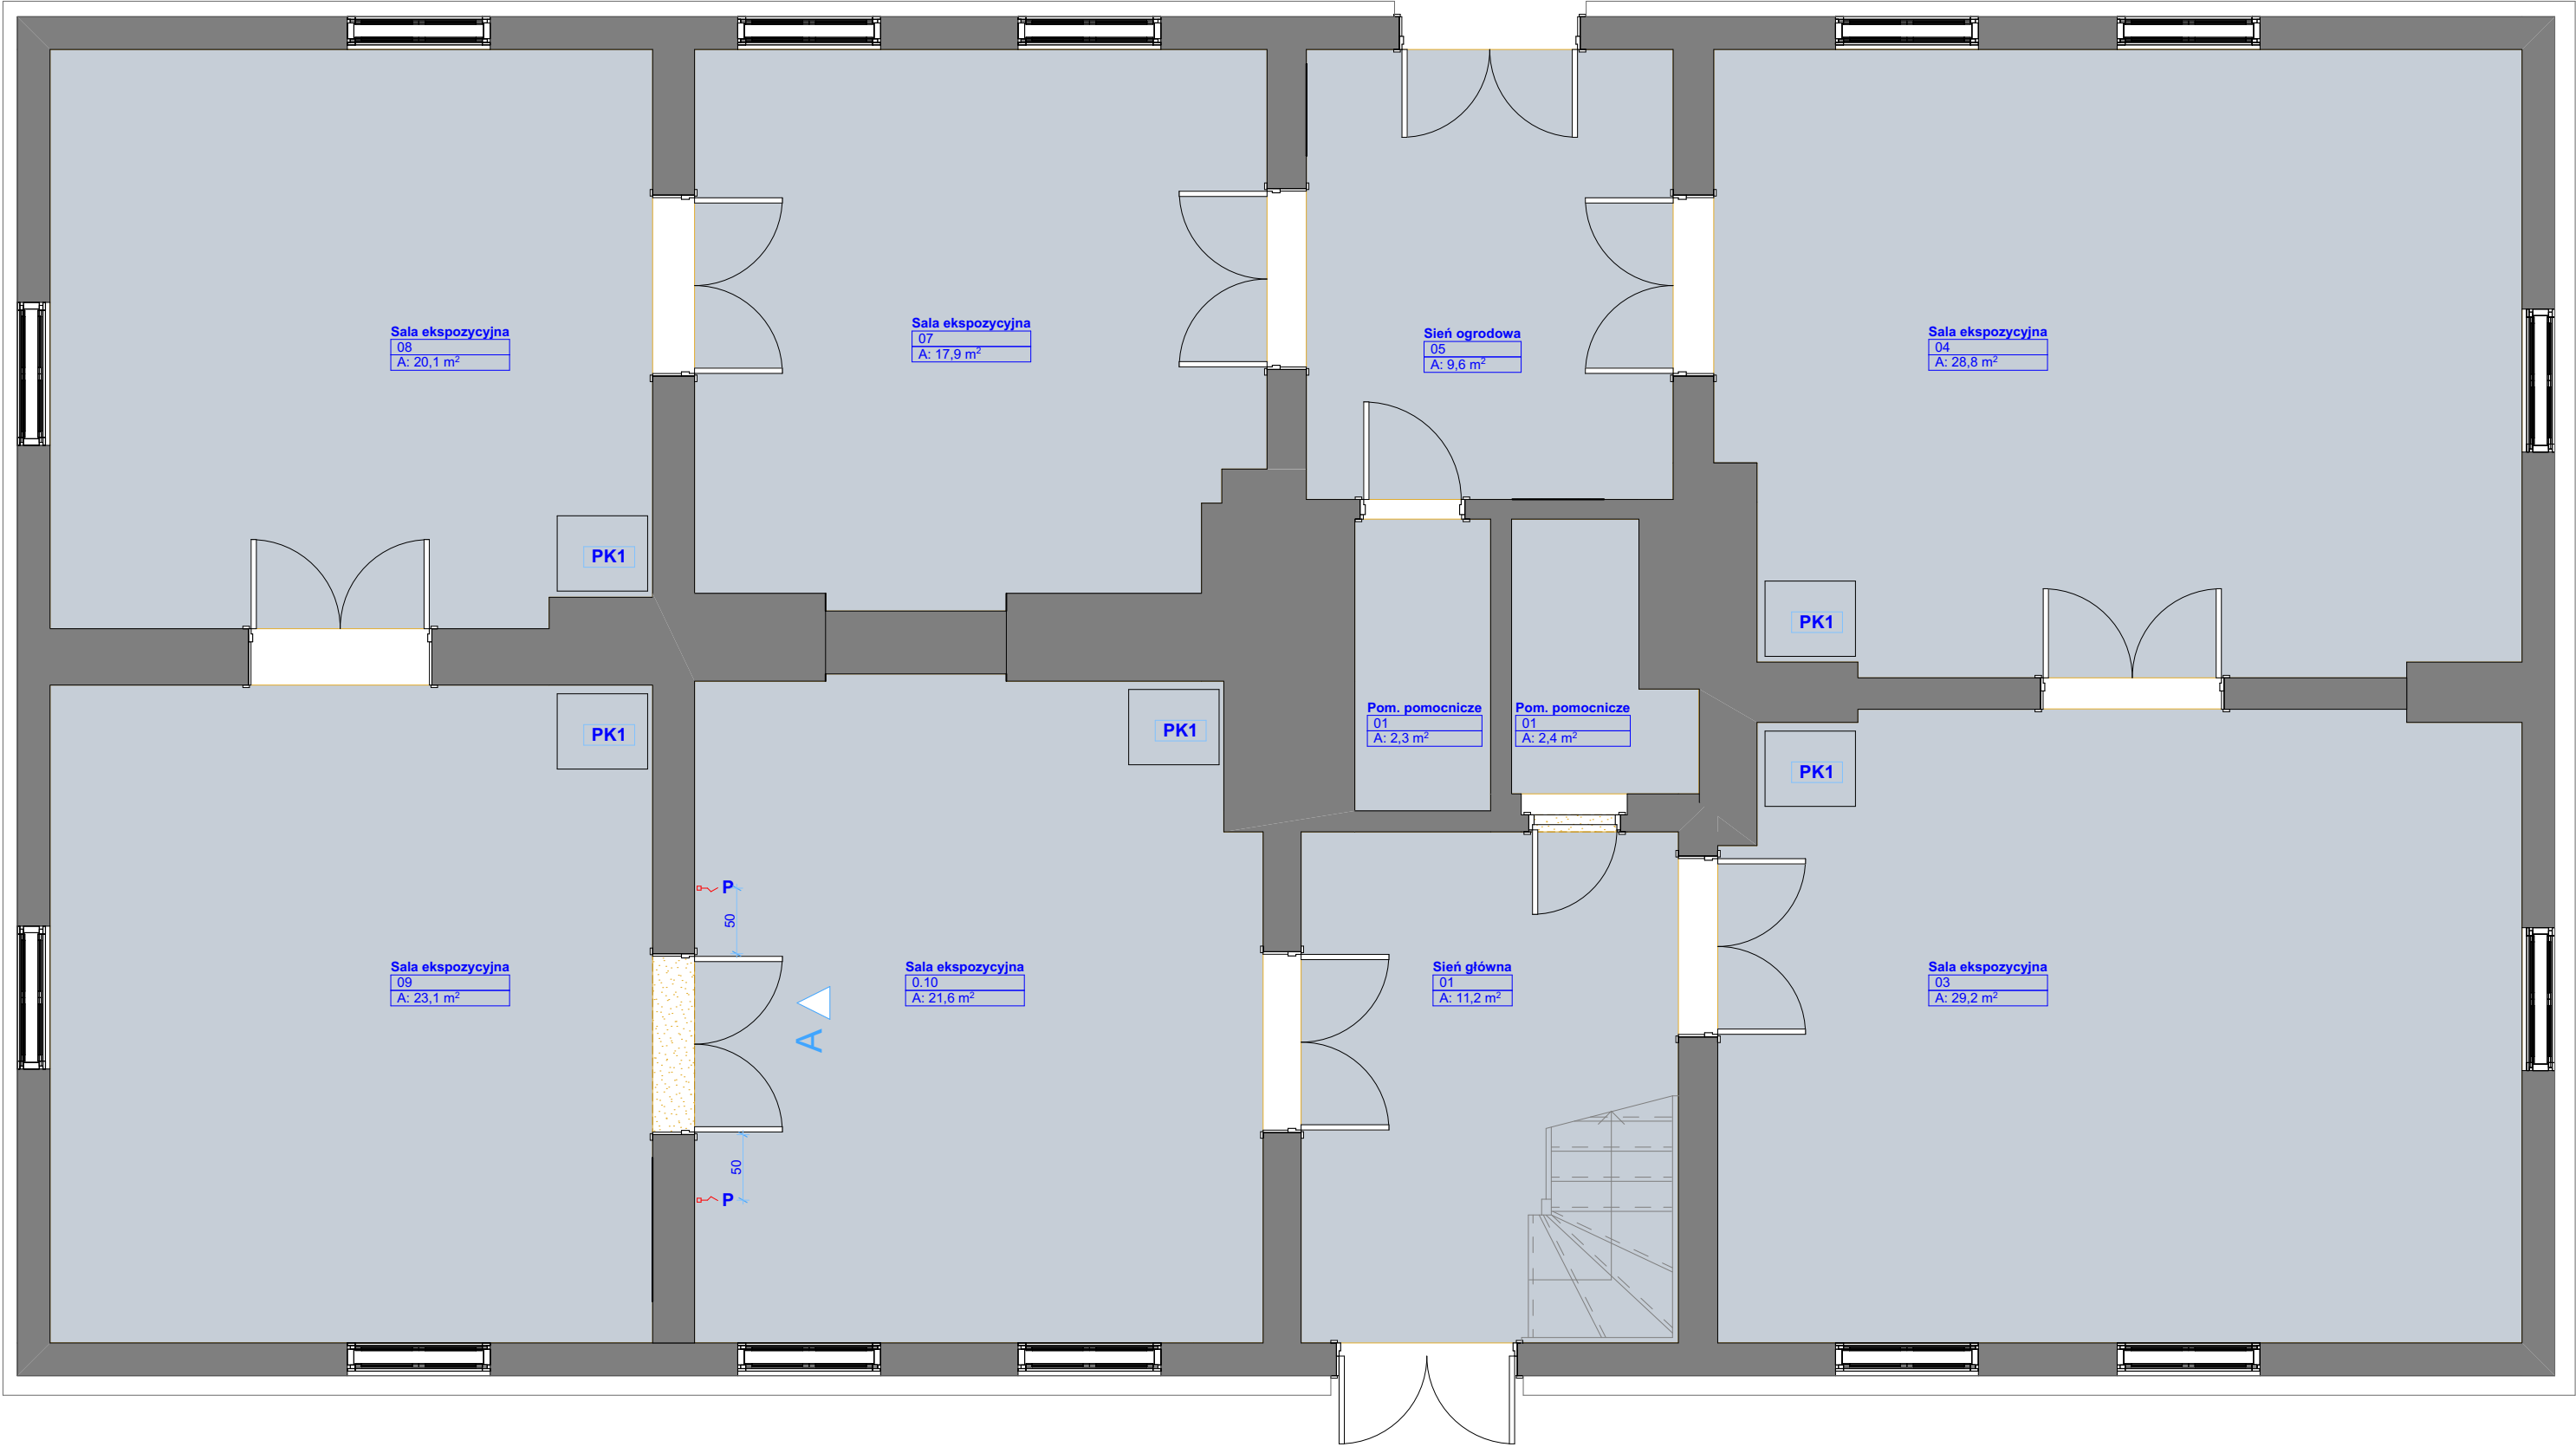 Sala ekspozycyjna
08
A: 20,1 m²
Sala ekspozycyjna
07
A: 17,9 m²
Sień ogrodowa
05
A: 9,6 m²
Sala ekspozycyjna
04
A: 28,8 m²
PK1
PK1
PK1
PK1
PK1
Pom. pomocnicze
01
A: 2,3 m²
Pom. pomocnicze
01
A: 2,4 m²
P
50
Sala ekspozycyjna
09
A: 23,1 m²
A
Sala ekspozycyjna
0.10
A: 21,6 m²
Sień główna
01
A: 11,2 m²
Sala ekspozycyjna
03
A: 29,2 m²
50
P